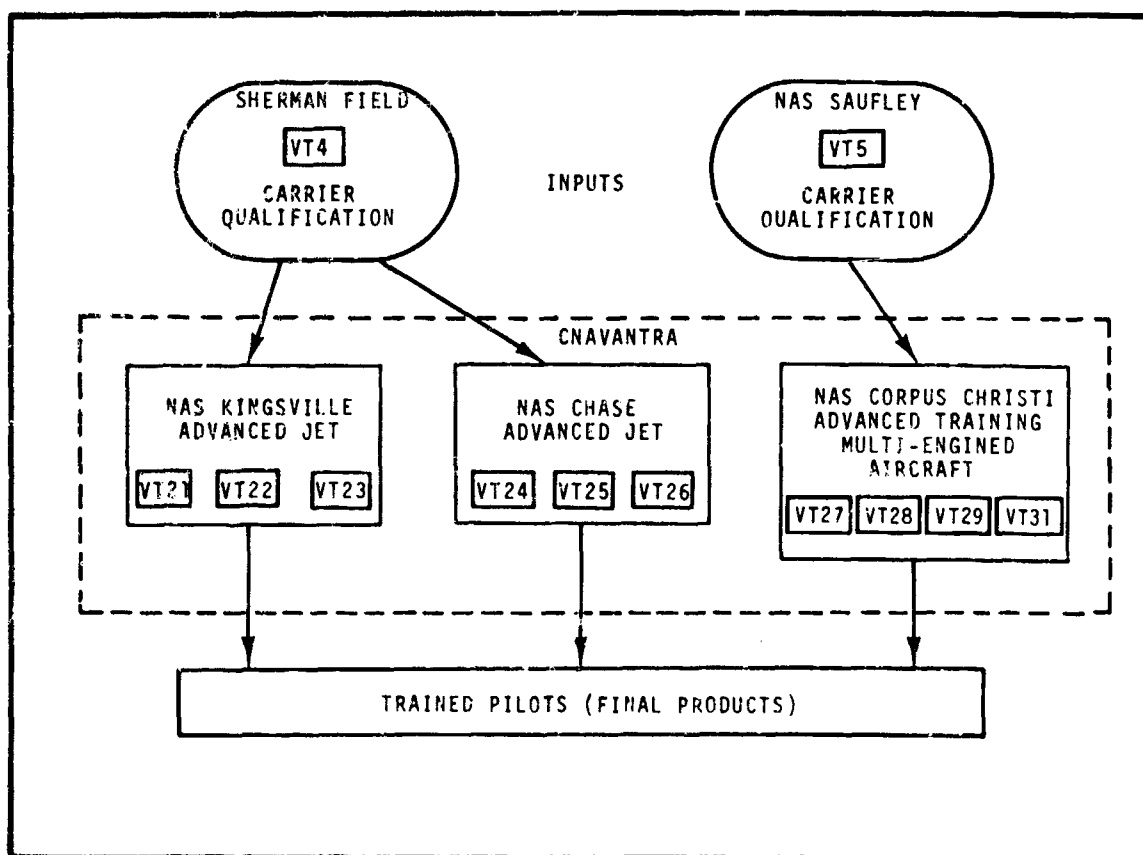 SHERMAN FIELD
VT4
CARRIER
QUALIFICATION
INPUTS
NAS SAUFLEY
VT5
CARRIER
QUALIFICATION
CNAVANTRA
NAS KINGSVILLE
ADVANCED JET
VT21 VT22 VT23
NAS CHASE
ADVANCED JET
VT24 VT25 VT26
NAS CORPUS CHRISTI
ADVANCED TRAINING
MULTI-ENGINED
AIRCRAFT
VT27 VT28 VT29 VT31
TRAINED PILOTS (FINAL PRODUCTS)